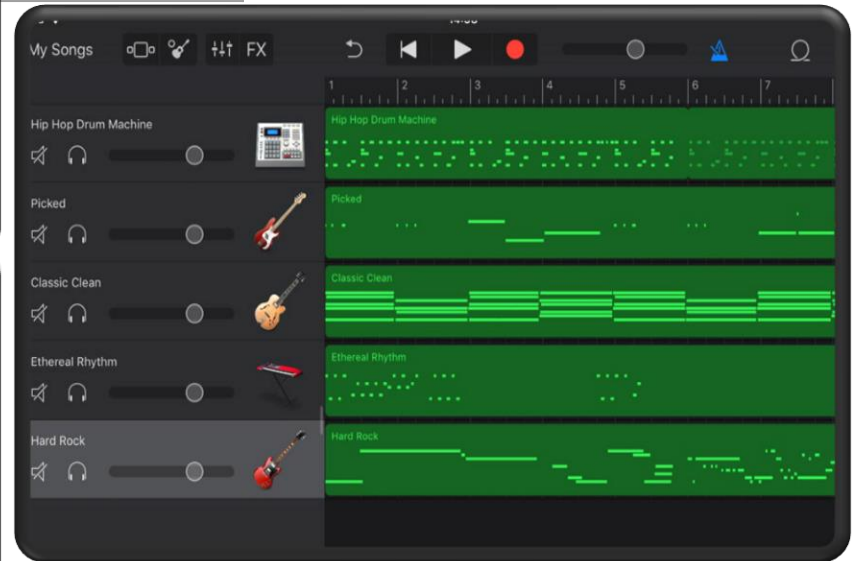 My Songs FX
1 2 3 4 5 6 7
Hip Hop Drum Machine
Hip Hop Drum Machine
Picked
Picked
Classic Clean
Classic Clean
Ethereal Rhythm
Ethereal Rhythm
Hard Rock
Hard Rock